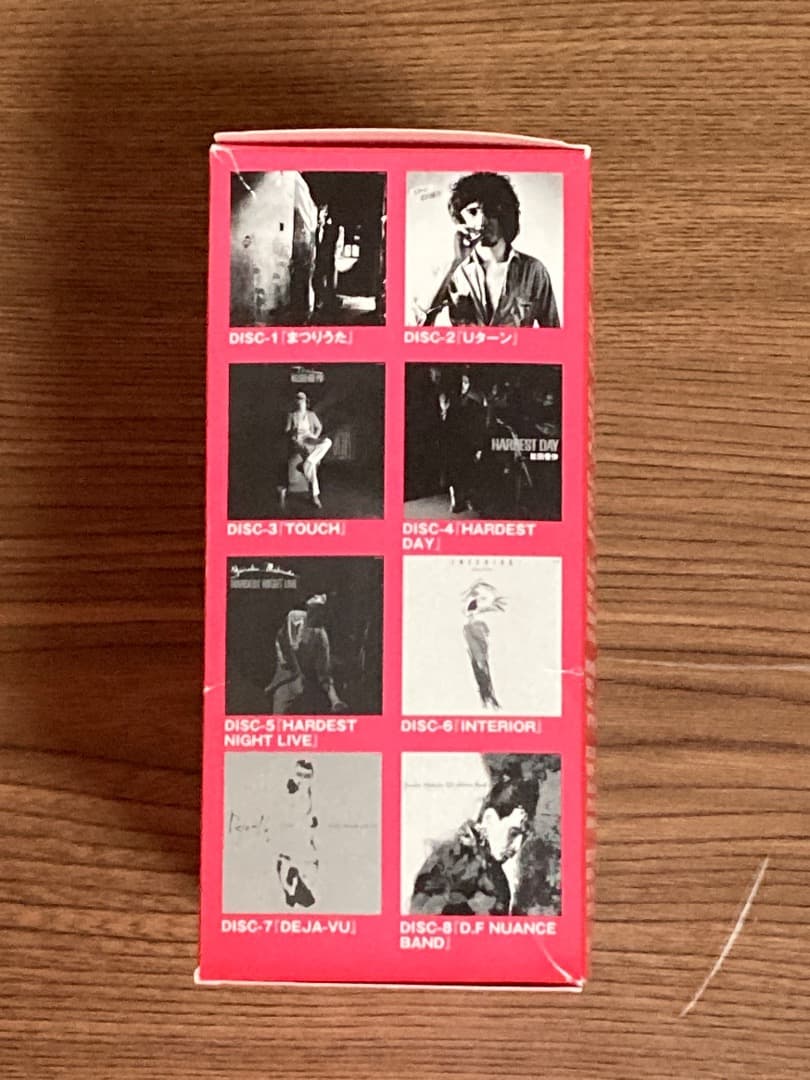 DISC-1『まつりうた』
DISC-2『Uターン』
HARDEST DAY
DISC-3『TOUCH』
DISC-4『HARDEST
DAY』
HARDEST NIGHT LIVE
INTERIOR
DISC-5『HARDEST
NIGHT LIVE』
DISC-6『INTERIOR』
DISC-7『DEJA-VU』
DISC-8『D.F NUANCE
BAND』